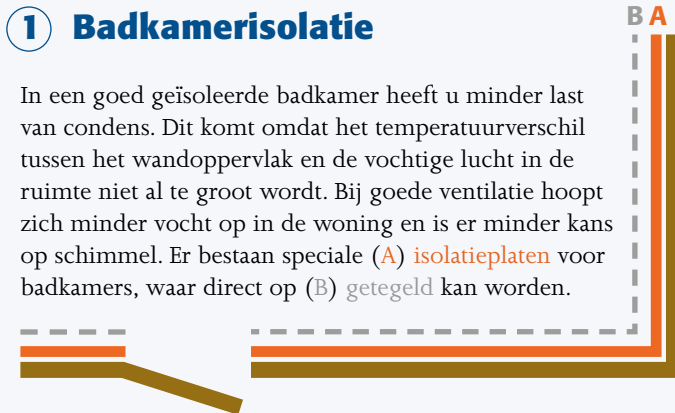 B A
1 Badkamerisolatie
In een goed geïsoleerde badkamer heeft u minder last
van condens. Dit komt omdat het temperatuurverschil
tussen het wandoppervlak en de vochtige lucht in de
ruimte niet al te groot wordt. Bij goede ventilatie hoopt
zich minder vocht op in de woning en is er minder kans
op schimmel. Er bestaan speciale (A) isolatieplaten voor
badkamers, waar direct op (B) getegeld kan worden.